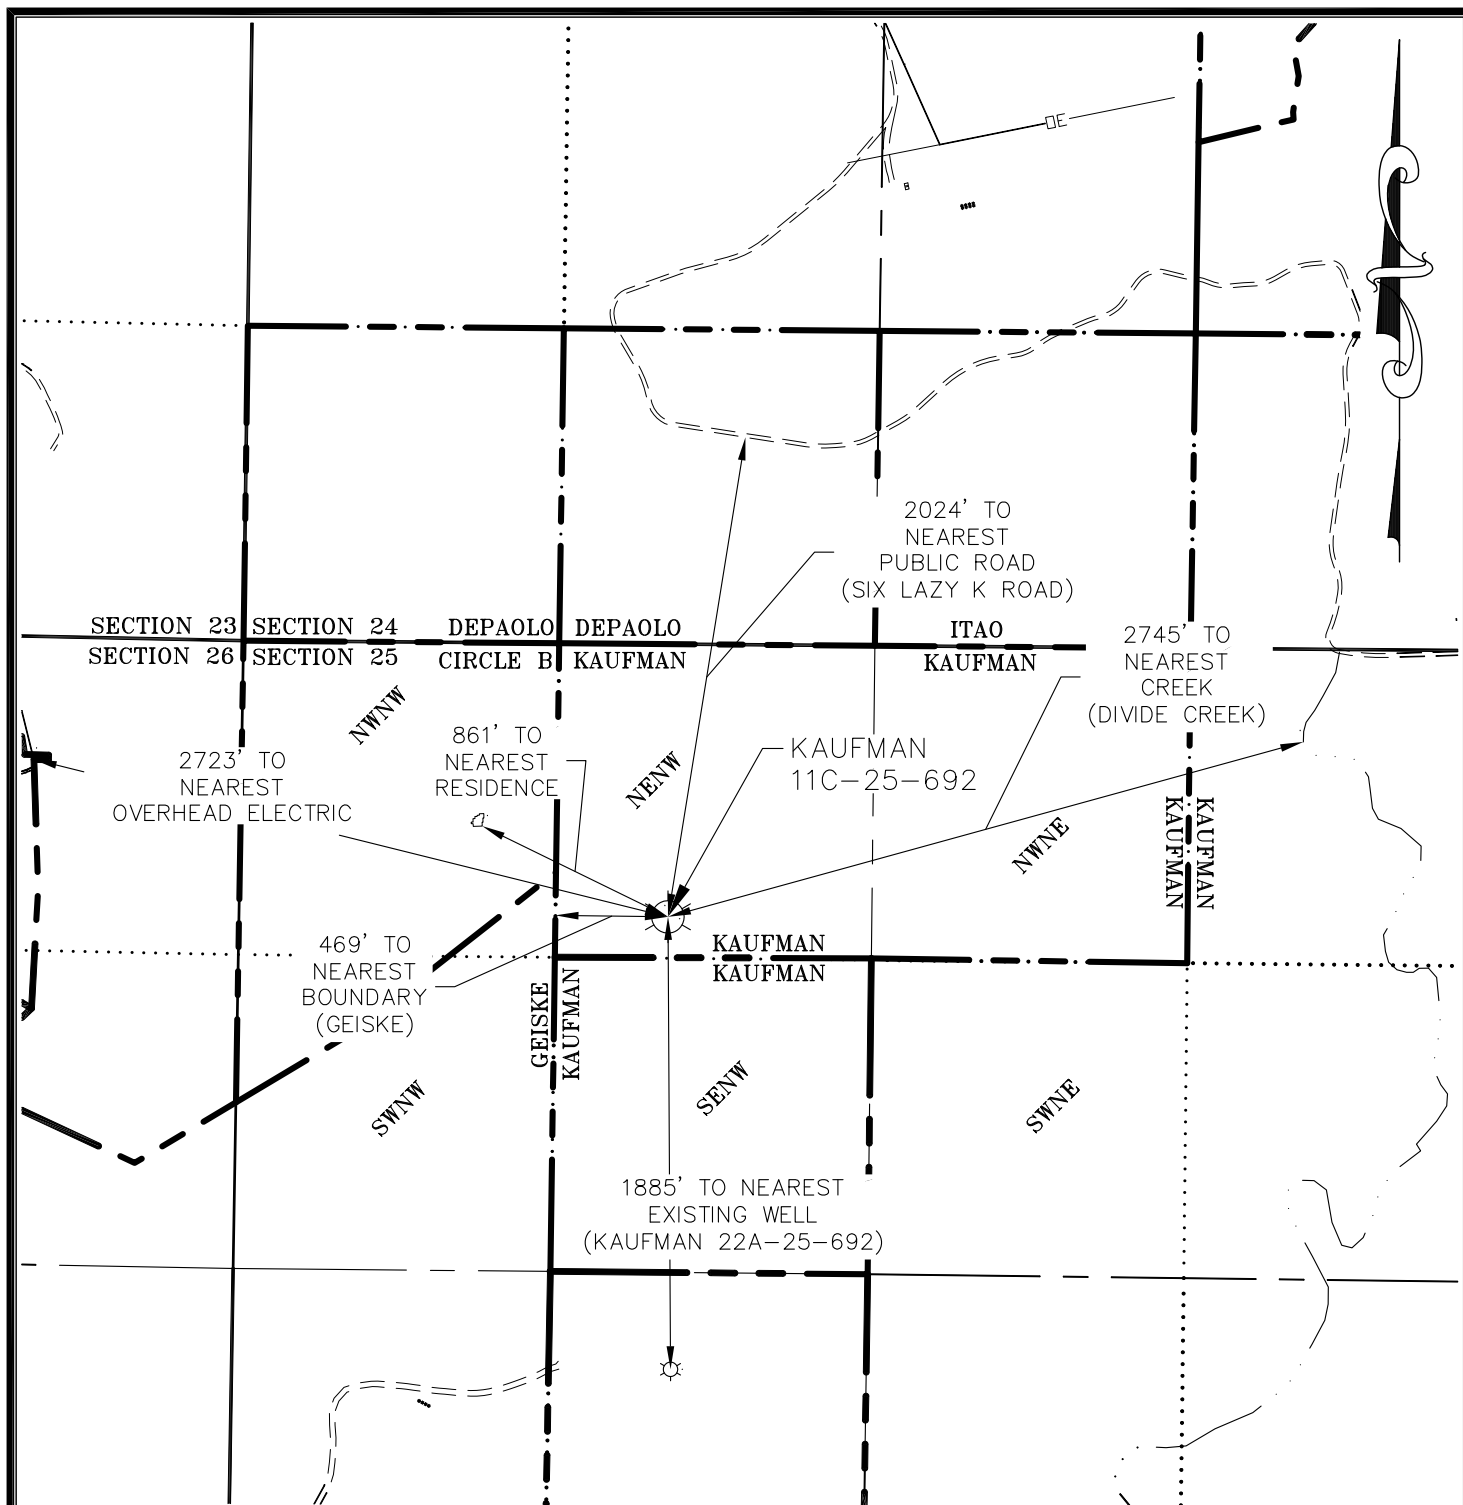 E
2024' TO
NEAREST
PUBLIC ROAD
(SIX LAZY K ROAD)
SECTION 23
SECTION 24
DEPAOLO
DEPAOLO
ITAO
SECTION 26
SECTION 25
CIRCLE B
KAUFMAN
KAUFMAN
2745' TO
NEAREST
CREEK
(DIVIDE CREEK)
NWNW
861' TO
NEAREST
RESIDENCE
2723' TO
NEAREST
OVERHEAD ELECTRIC
NENW
KAUFMAN
11C-25-692
NWNE
KAUFMAN
KAUFMAN
469' TO
NEAREST
BOUNDARY
(GEISKE)
KAUFMAN
KAUFMAN
GEISKE
KAUFMAN
SWNW
SENW
SWNE
1885' TO NEAREST
EXISTING WELL
(KAUFMAN 22A-25-692)